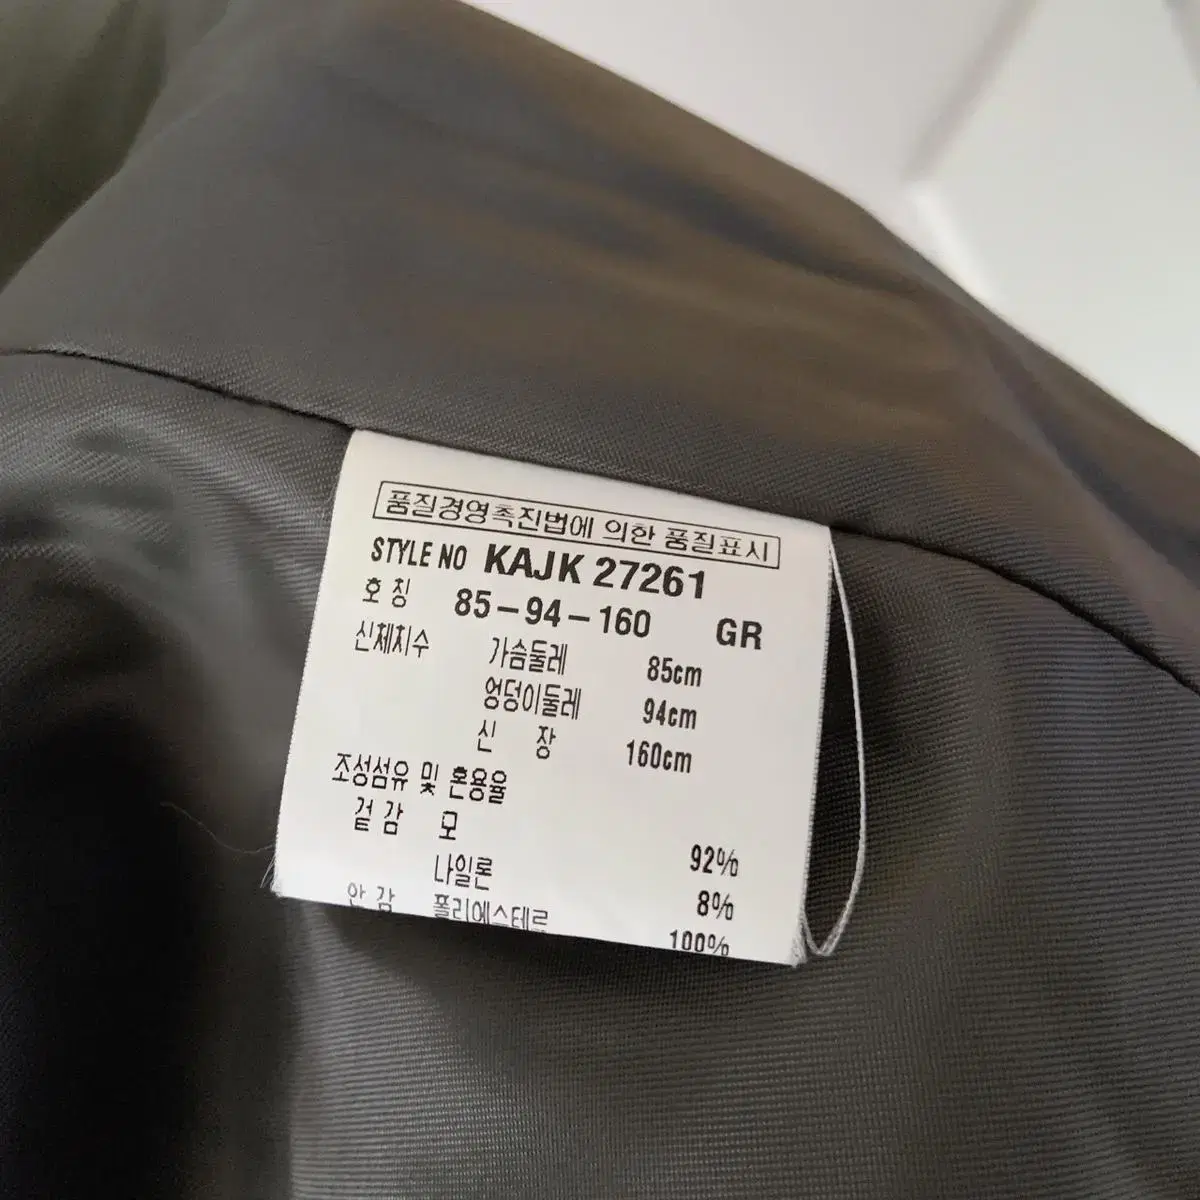 품질경영촉진법에 의한 품질표시
STYLE NO KAJK 27261
호칭 85-94-160 GR
신체치수 가슴둘레 85cm
엉덩이둘레 94cm
신 장 160cm
조성섬유 및 혼용율
겉감 모 92%
나일론 8%
안감 폴리에스테르 100%